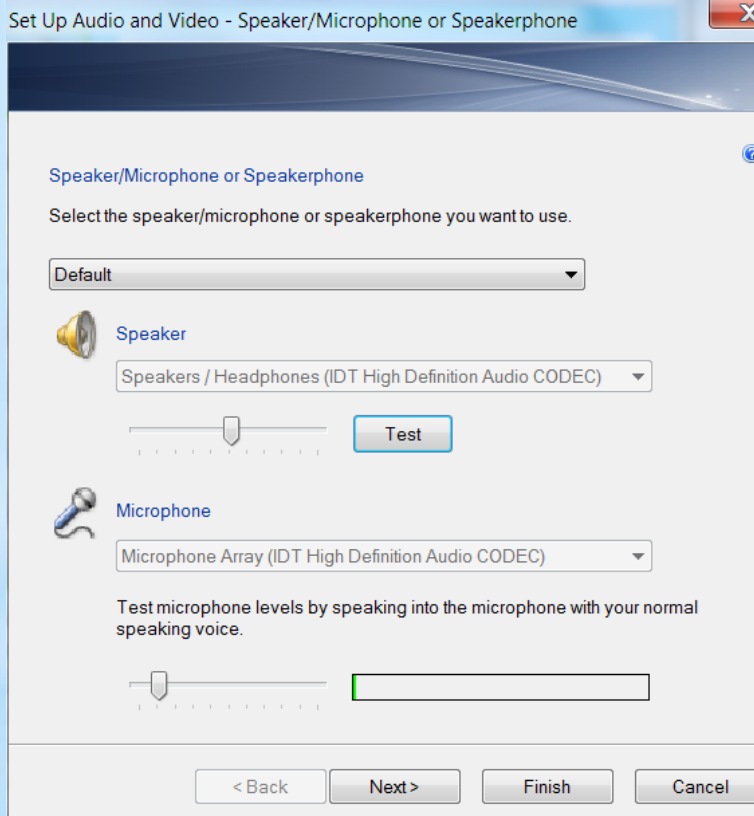 Set Up Audio and Video - Speaker/Microphone or Speakerphone
Speaker/Microphone or Speakerphone
Select the speaker/microphone or speakerphone you want to use.
Default
Speaker
Speakers / Headphones (IDT High Definition Audio CODEC)
Test
Microphone
Microphone Array (IDT High Definition Audio CODEC)
Test microphone levels by speaking into the microphone with your normal
speaking voice.
< Back Next > Finish Cancel